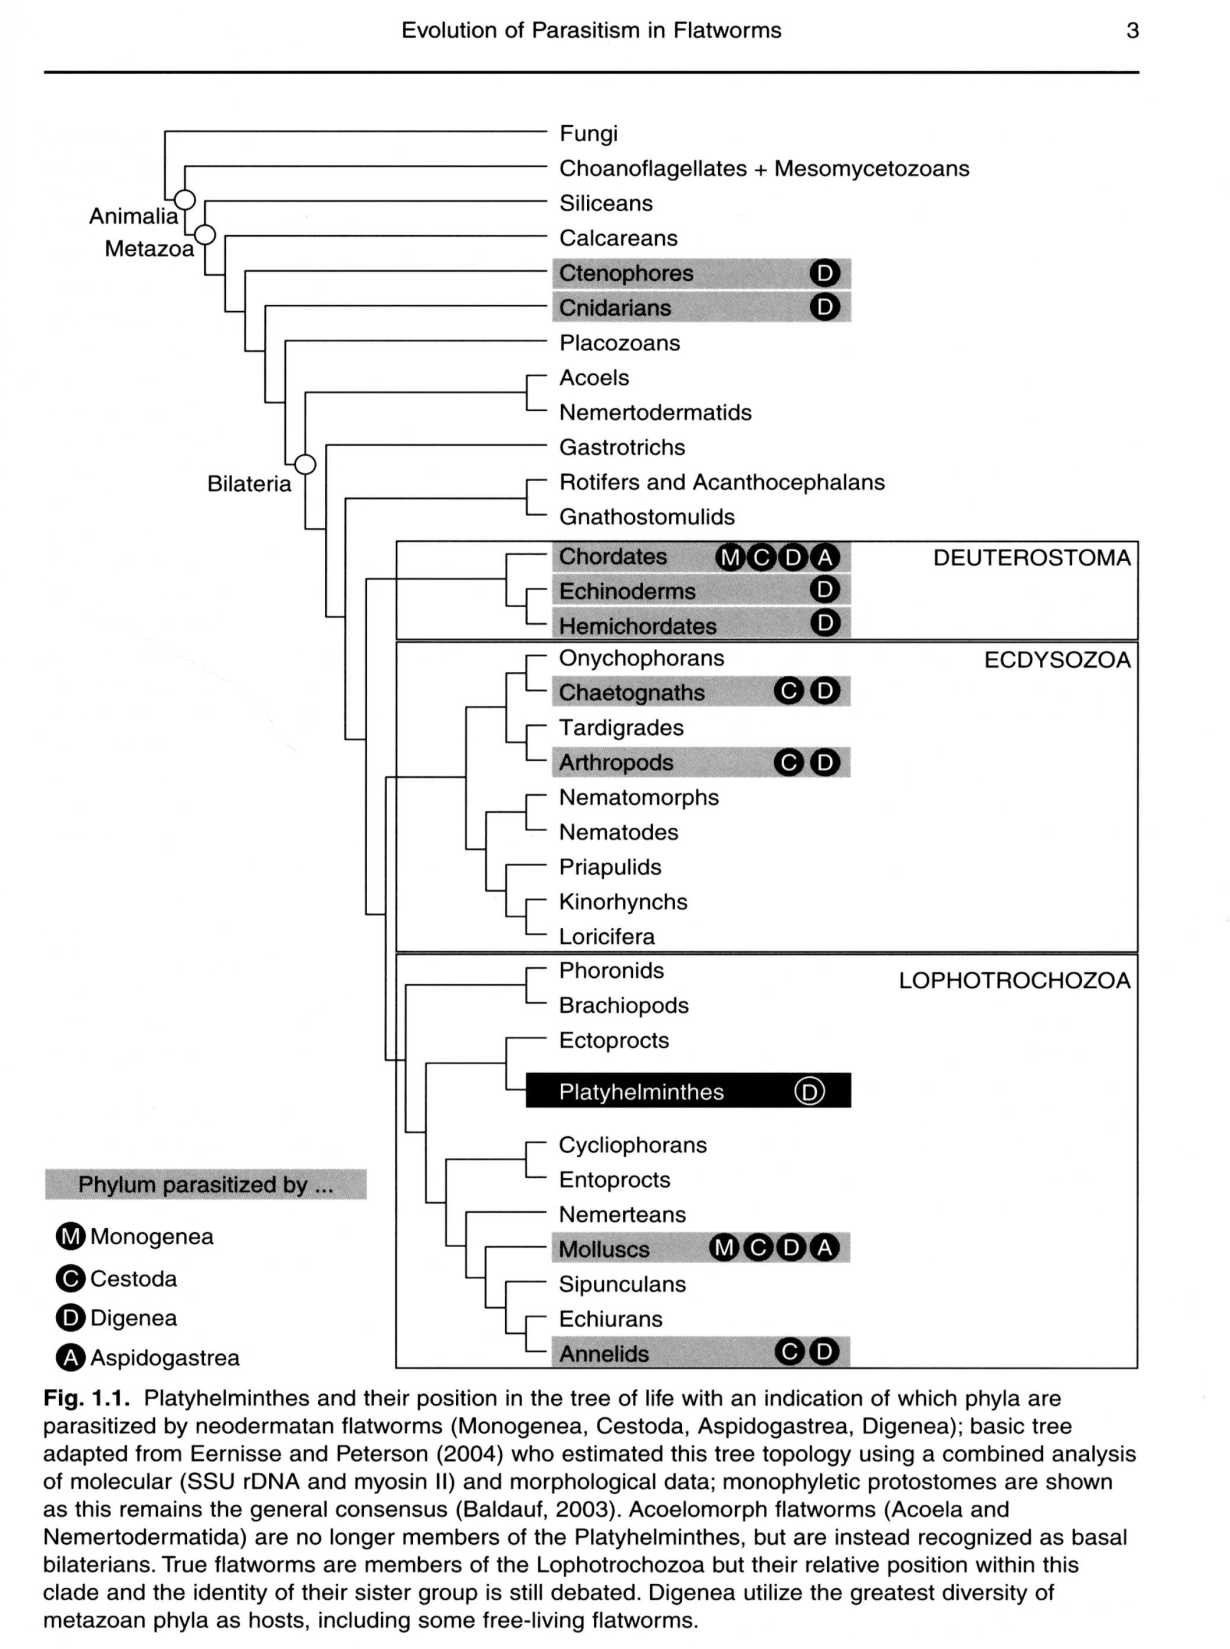 Evolution of Parasitism in Flatworms 3
Fungi
Choanoflagellates + Mesomycetozoans
Siliceans
Animalia
Metazoa
Calcareans
Ctenophores D
Cnidarians D
Placozoans
Acoels
Nemertodermatids
Gastrotrichs
Bilateria
Rotifers and Acanthocephalans
Gnathostomulids
Chordates M C D A DEUTEROSTOMA
Echinoderms D
Hemichordates D
Onychophorans ECDYSOZOA
Chaetognaths C D
Tardigrades
Arthropods C D
Nematomorphs
Nematodes
Priapulids
Kinorhynchs
Loricifera
Phoronids LOPHOTROCHOZOA
Brachiopods
Ectoprocts
Platyhelminthes D
Cycliophorans
Entoprocts
Nemerteans
Molluscs M C D A
Sipunculans
Echiurans
Annelids C D
Phylum parasitized by ...
M Monogenea
C Cestoda
D Digenea
A Aspidogastrea
Fig. 1.1. Platyhelminthes and their position in the tree of life with an indication of which phyla are
parasitized by neodermatan flatworms (Monogenea, Cestoda, Aspidogastrea, Digenea); basic tree
adapted from Eernisse and Peterson (2004) who estimated this tree topology using a combined analysis
of molecular (SSU rDNA and myosin II) and morphological data; monophyletic protostomes are shown
as this remains the general consensus (Baldauf, 2003). Acoelomorph flatworms (Acoela and
Nemertodermatida) are no longer members of the Platyhelminthes, but are instead recognized as basal
bilaterians. True flatworms are members of the Lophotrochozoa but their relative position within this
clade and the identity of their sister group is still debated. Digenea utilize the greatest diversity of
metazoan phyla as hosts, including some free-living flatworms.